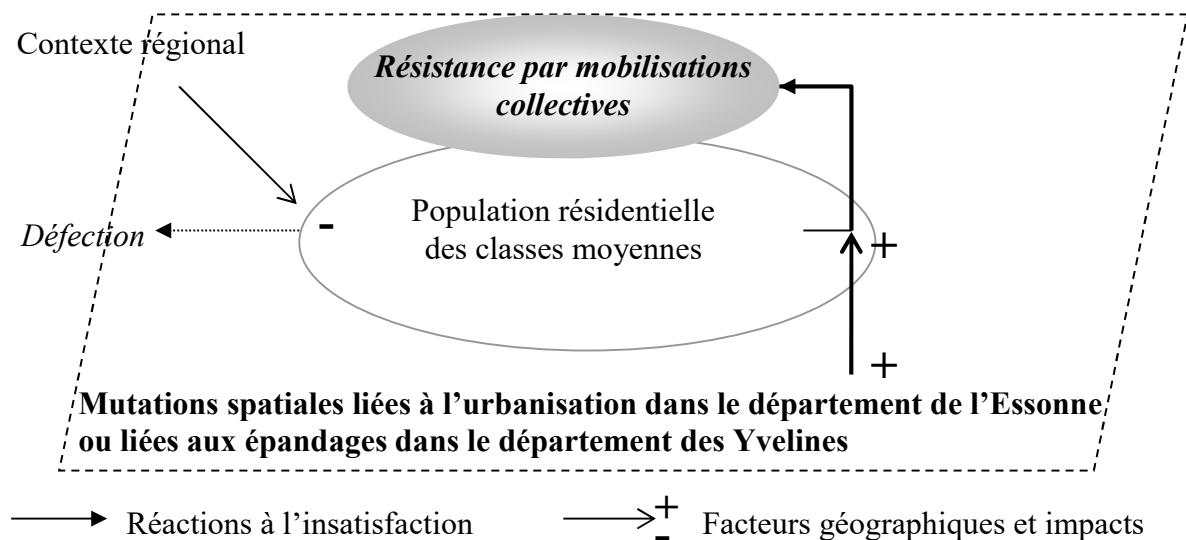 Contexte régional
Résistance par mobilisations
collectives
Défection
-
Population résidentielle
des classes moyennes
+
+
Mutations spatiales liées à l’urbanisation dans le département de l’Essonne
ou liées aux épandages dans le département des Yvelines
Réactions à l’insatisfaction
+
-
Facteurs géographiques et impacts